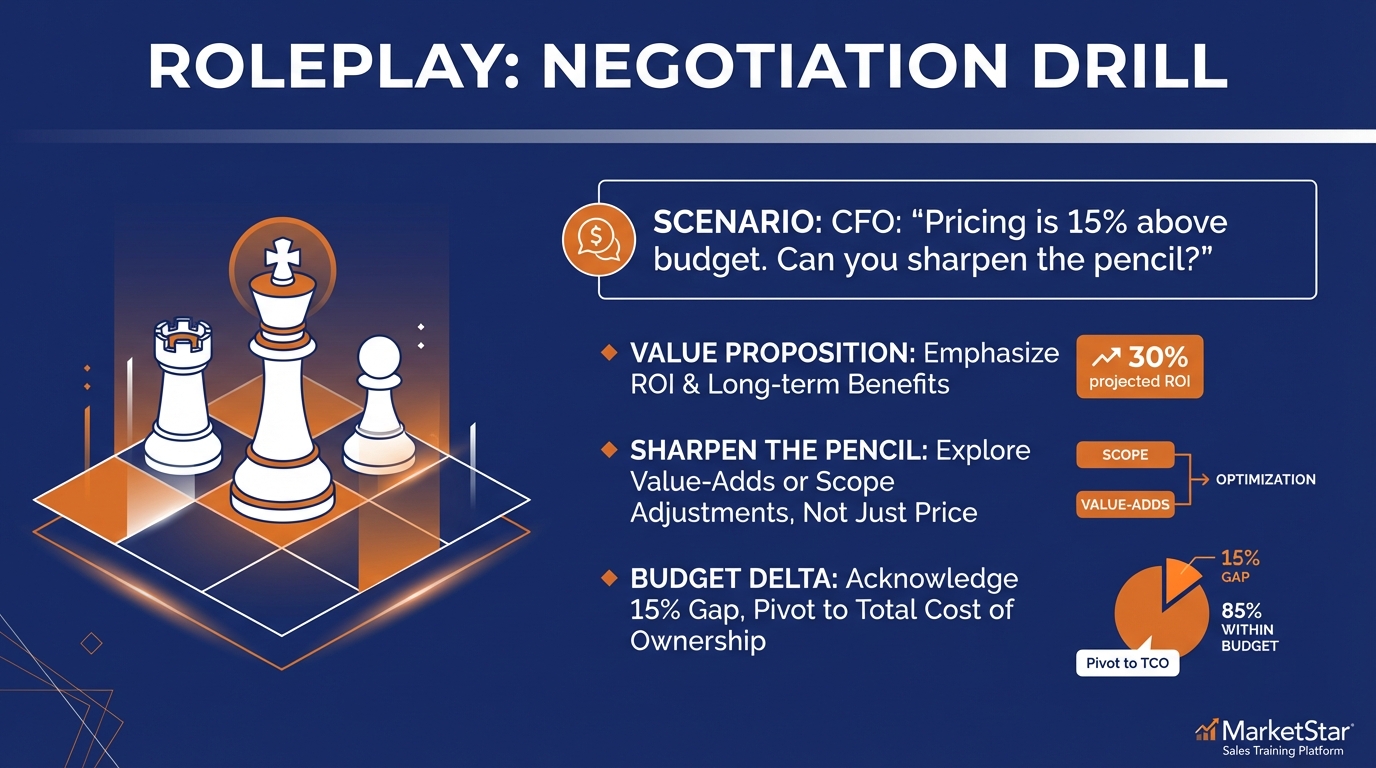 ROLEPLAY: NEGOTIATION DRILL
$
SCENARIO: CFO: “Pricing is 15% above
budget. Can you sharpen the pencil?”
VALUE PROPOSITION: Emphasize
ROI & Long-term Benefits
30%
projected ROI
SHARPEN THE PENCIL: Explore
Value-Adds or Scope
Adjustments, Not Just Price
SCOPE
VALUE-ADDS
OPTIMIZATION
BUDGET DELTA: Acknowledge
15% Gap, Pivot to Total Cost of
Ownership
15%
GAP
85%
WITHIN
BUDGET
Pivot to TCO
MarketStar
Sales Training Platform